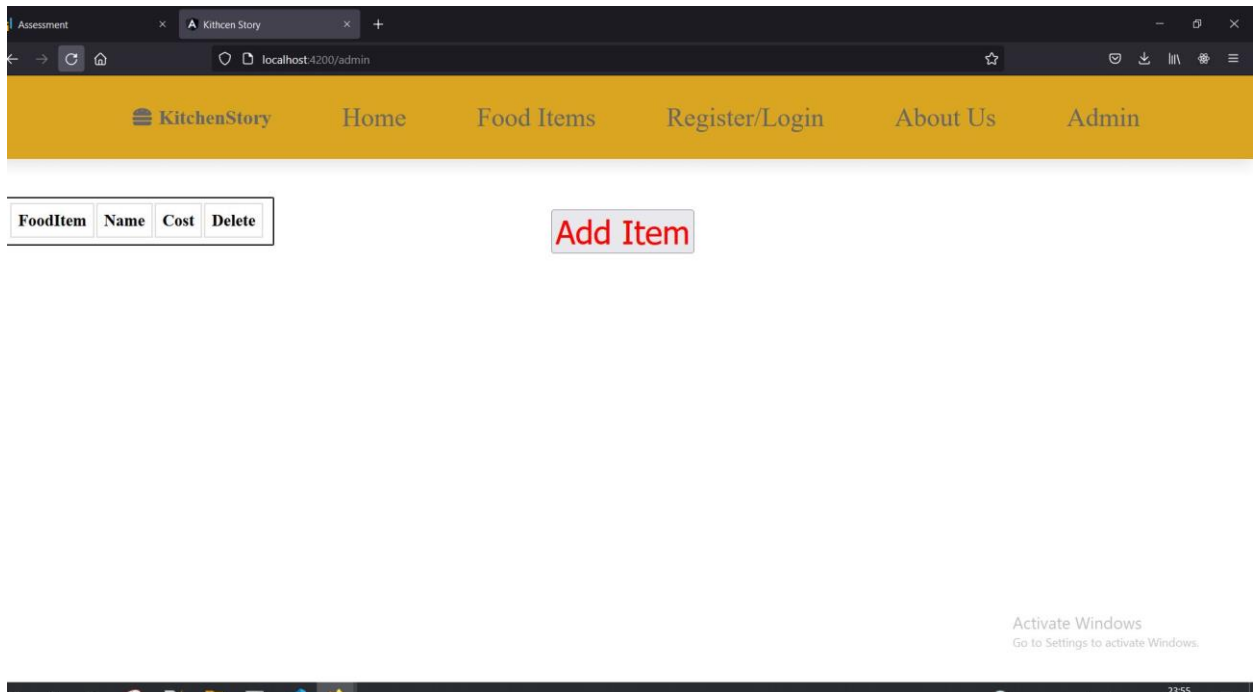 Assessment
Kithcen Story
localhost:4200/admin
KitchenStory Home Food Items Register/Login About Us Admin
FoodItem Name Cost Delete
Add Item
Activate Windows
Go to Settings to activate Windows.
23:55